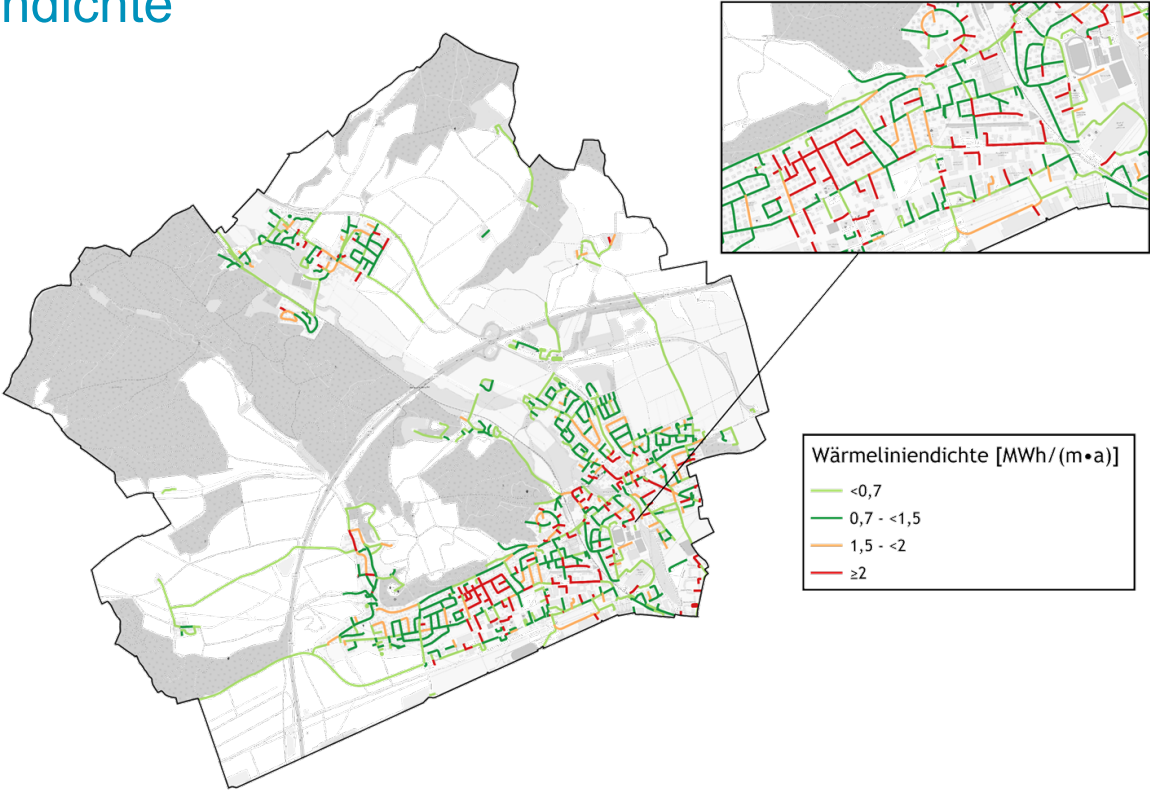 ndichte
Wärmeliniendichte [MWh/(m•a)]
<0,7
0,7 - <1,5
1,5 - <2
≥2